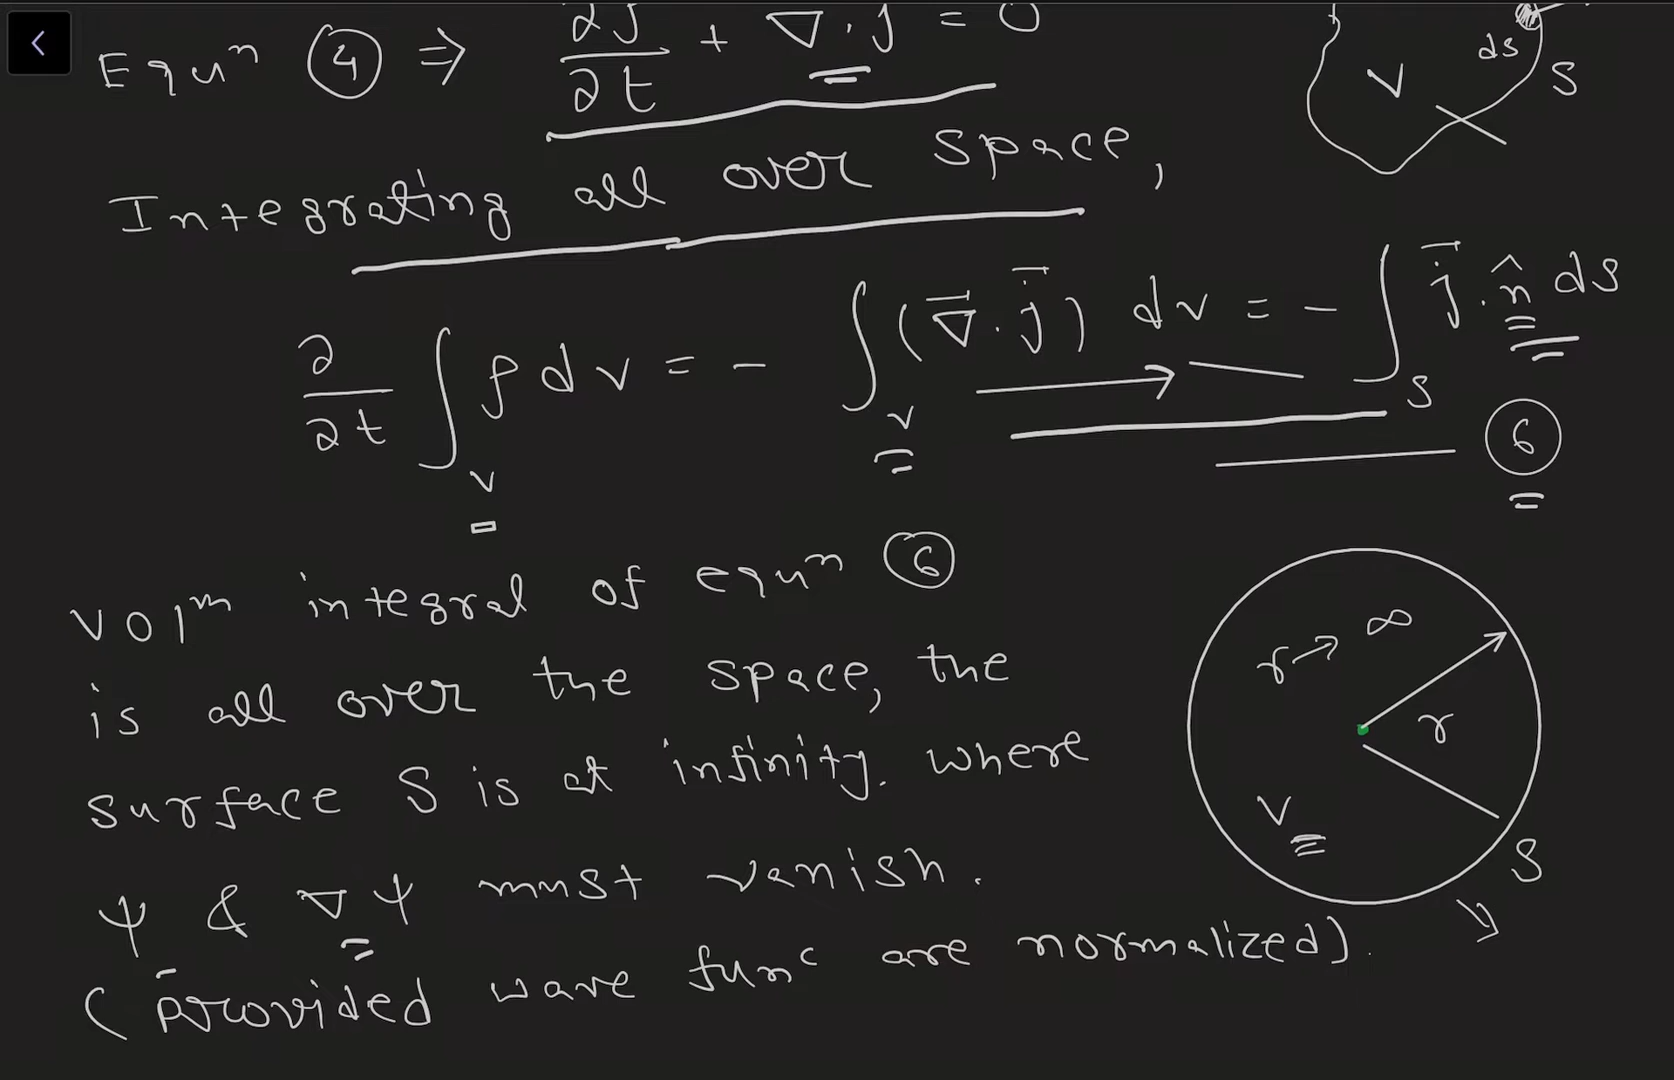 Equⁿ ④ ⇒ ∂ρ/∂t + ∇·j = 0
V ds S
Integrating all over space,
∂/∂t ∫_V ρ dv = - ∫_V (∇⃗·j⃗) dv = - ∫_S j⃗·n̂ ds
⑥
Volᵐ integral of equⁿ ⑥
is all over the space, the
surface S is at infinity. where
ψ & ∇ψ must vanish.
(provided wave funᶜ are normalized).
r → ∞
r
V
S